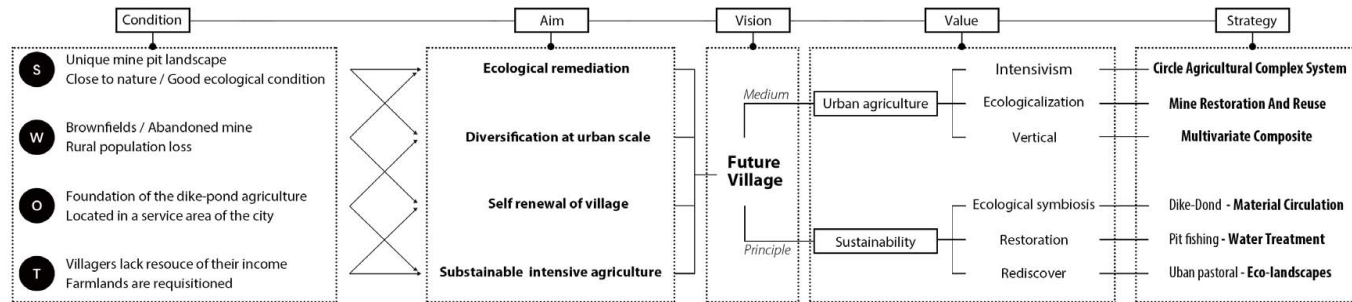 Condition
Aim
Vision
Value
Strategy
S
Unique mine pit landscape
Close to nature / Good ecological condition
W
Brownfields / Abandoned mine
Rural population loss
O
Foundation of the dike-pond agriculture
Located in a service area of the city
T
Villagers lack resouce of their income
Farmlands are requisitioned
Ecological remediation
Diversification at urban scale
Self renewal of village
Substainable intensive agriculture
Future
Village
Medium
Principle
Urban agriculture
Sustainability
Intensivism
Ecologicalization
Vertical
Ecological symbiosis
Restoration
Rediscover
Circle Agricultural Complex System
Mine Restoration And Reuse
Multivariate Composite
Dike-Dond - Material Circulation
Pit fishing - Water Treatment
Uban pastoral - Eco-landscapes